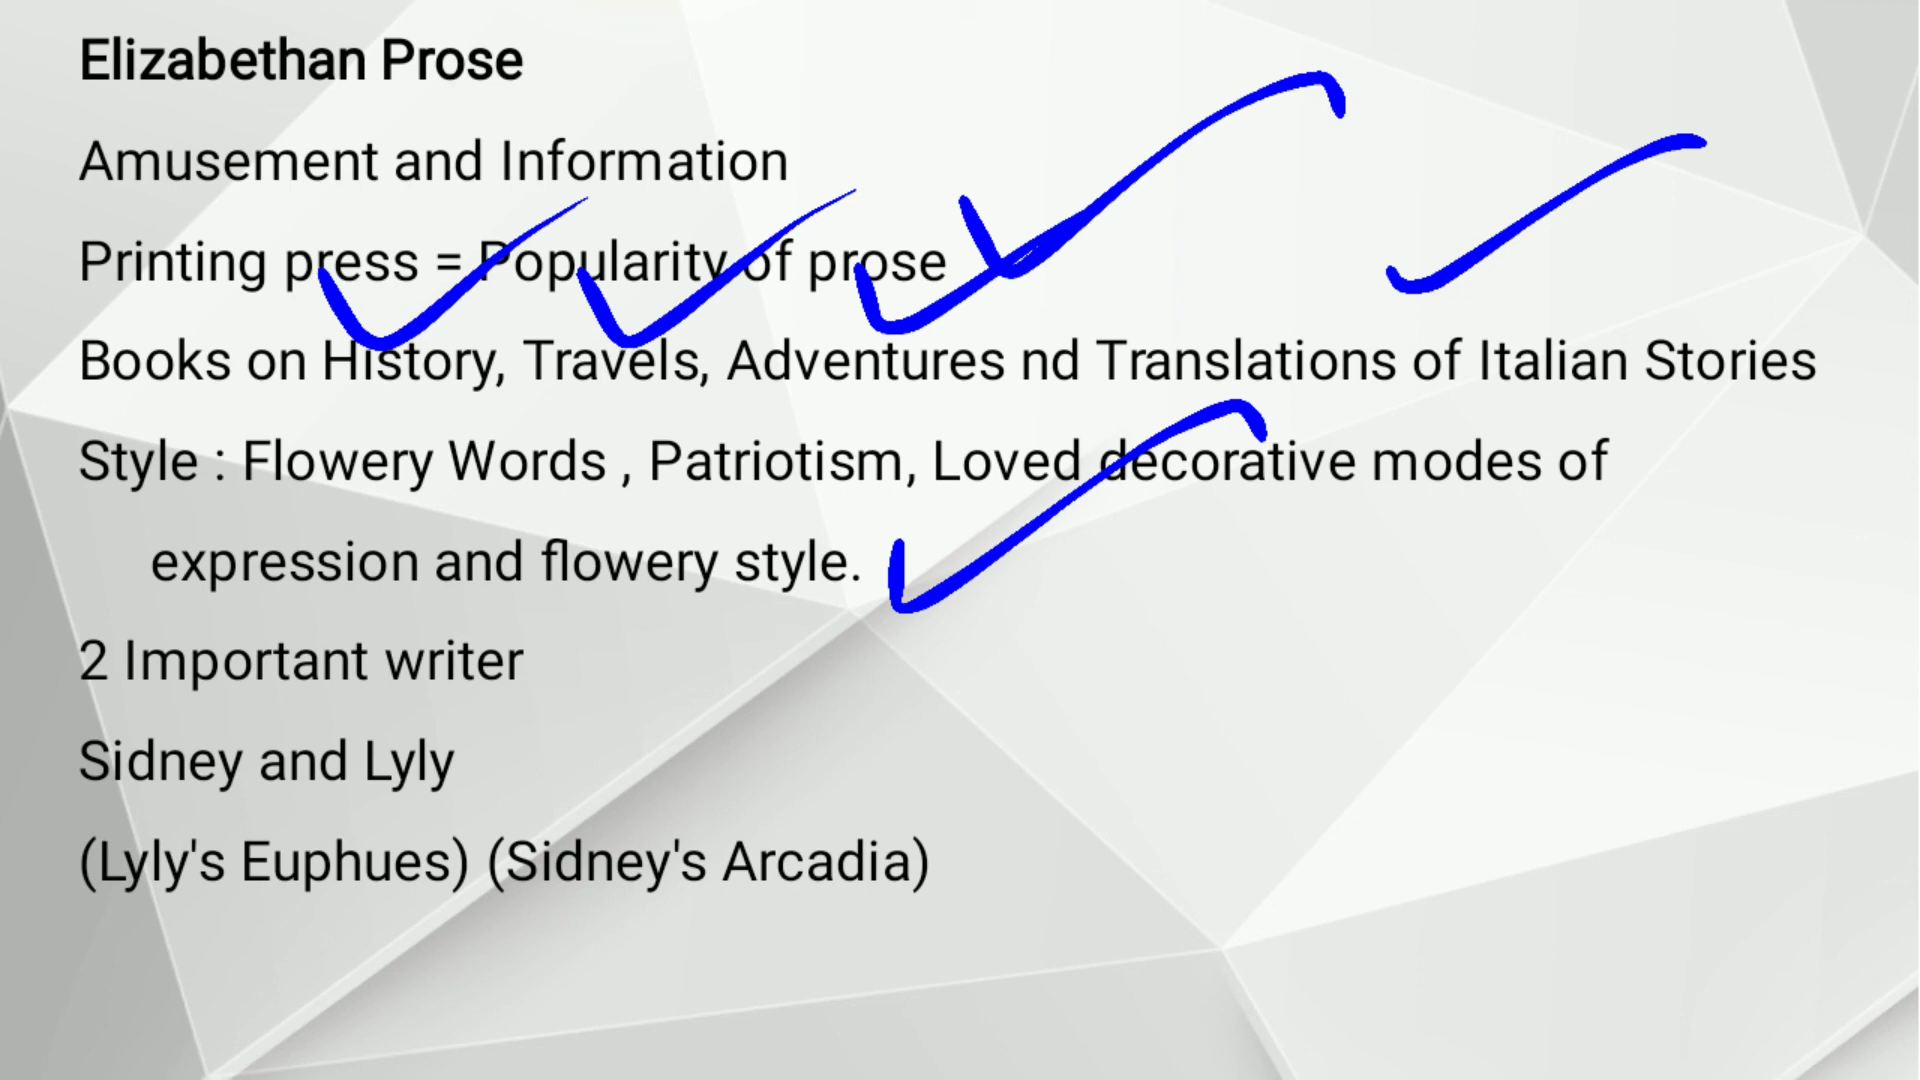 Elizabethan Prose
Amusement and Information
Printing press = Popularity of prose
Books on History, Travels, Adventures nd Translations of Italian Stories
Style : Flowery Words , Patriotism, Loved decorative modes of
expression and flowery style.
2 Important writer
Sidney and Lyly
(Lyly's Euphues) (Sidney's Arcadia)